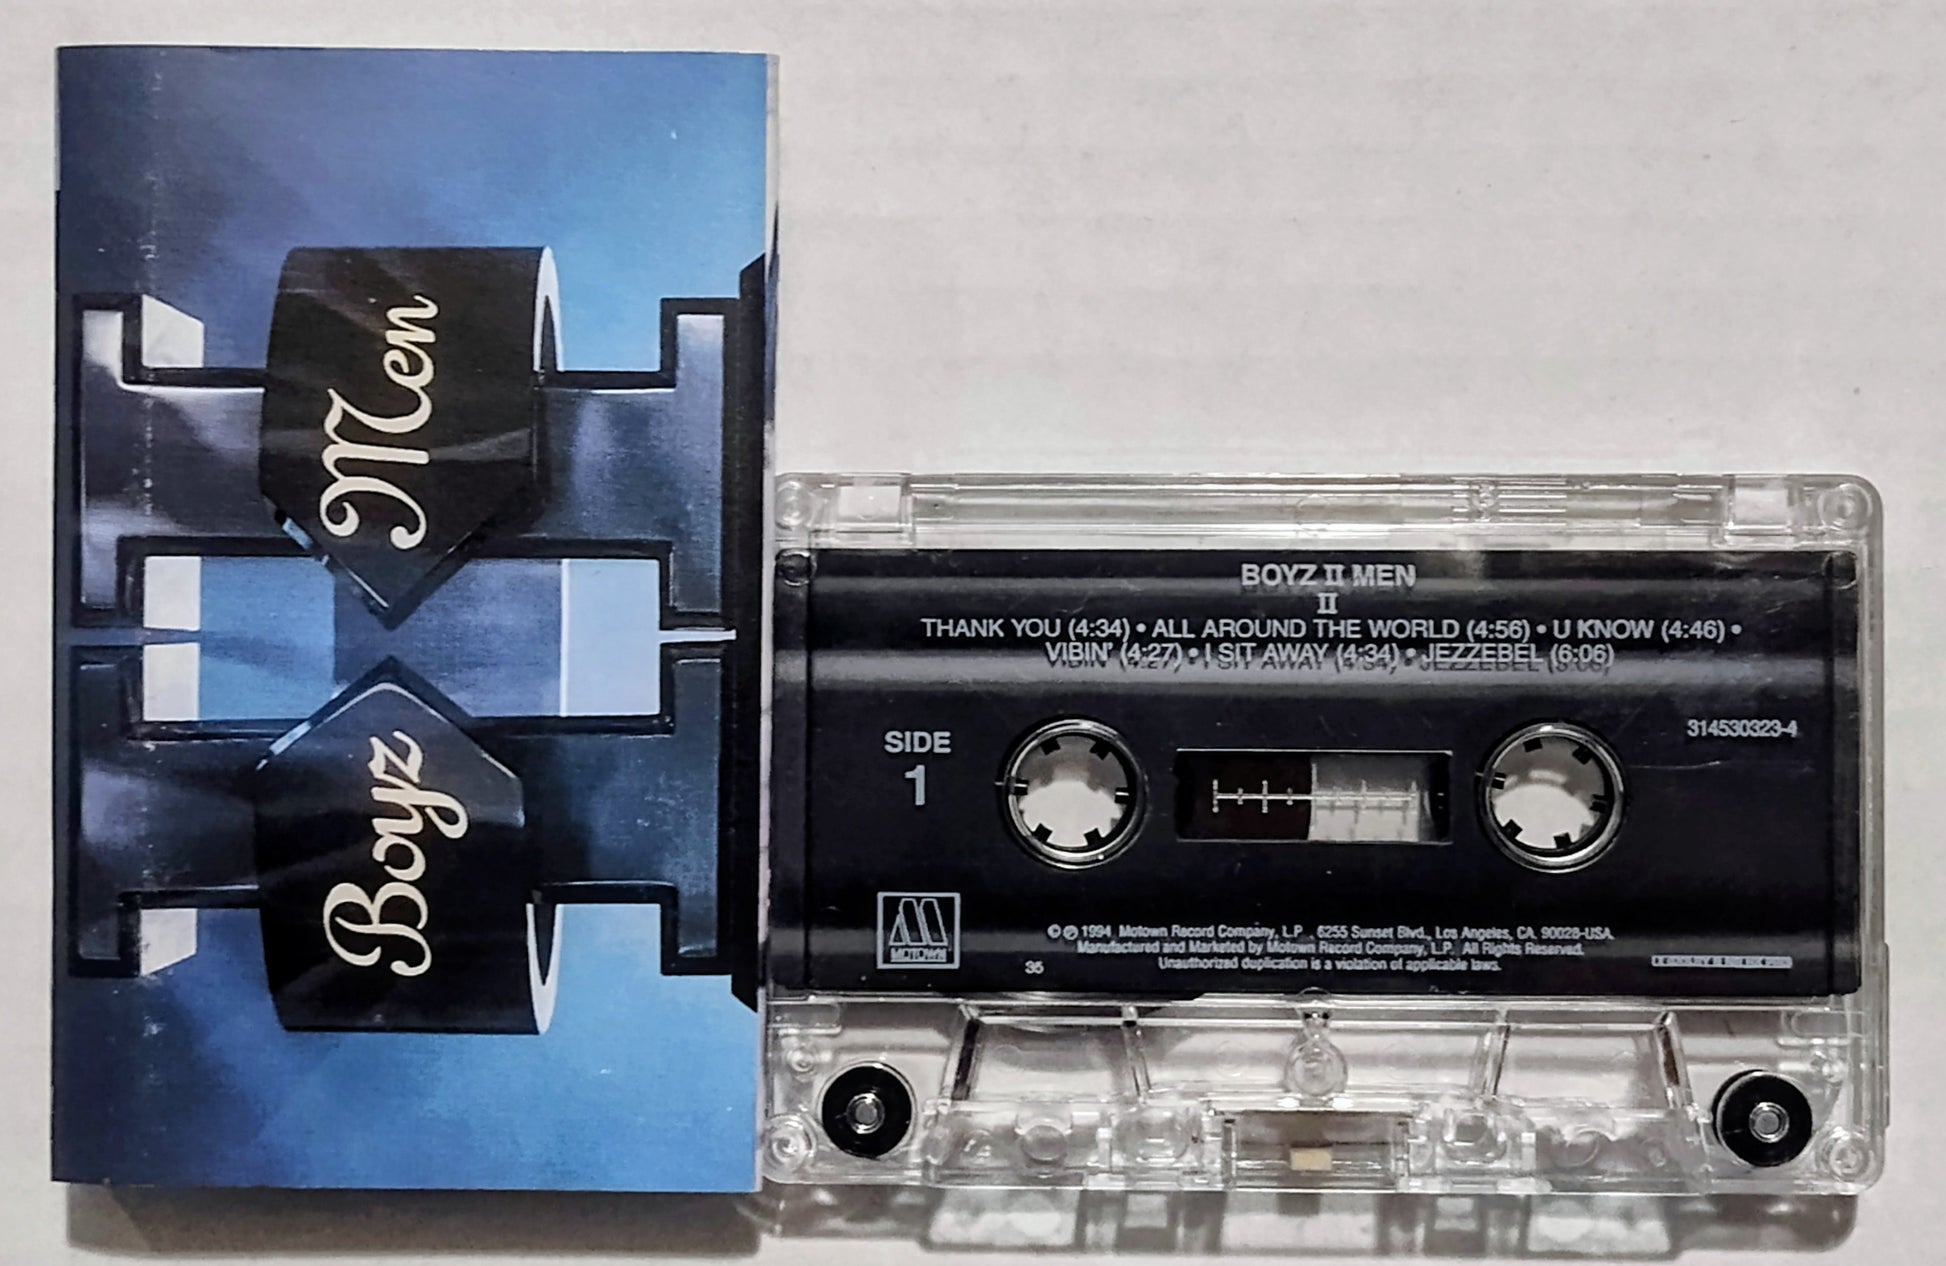 Boyz
Men
BOYZ II MEN
II
THANK YOU (4:34) • ALL AROUND THE WORLD (4:56) • U KNOW (4:46) •
VIBIN' (4:27) • I SIT AWAY (4:34) • JEZZEBEL (6:06)
SIDE
1
314530323-4
MOTOWN
© ℗ 1994 Motown Record Company, L.P., 6255 Sunset Blvd., Los Angeles, CA. 90028-USA.
Manufactured and Marketed by Motown Record Company, L.P. All Rights Reserved.
Unauthorized duplication is a violation of applicable laws.
35